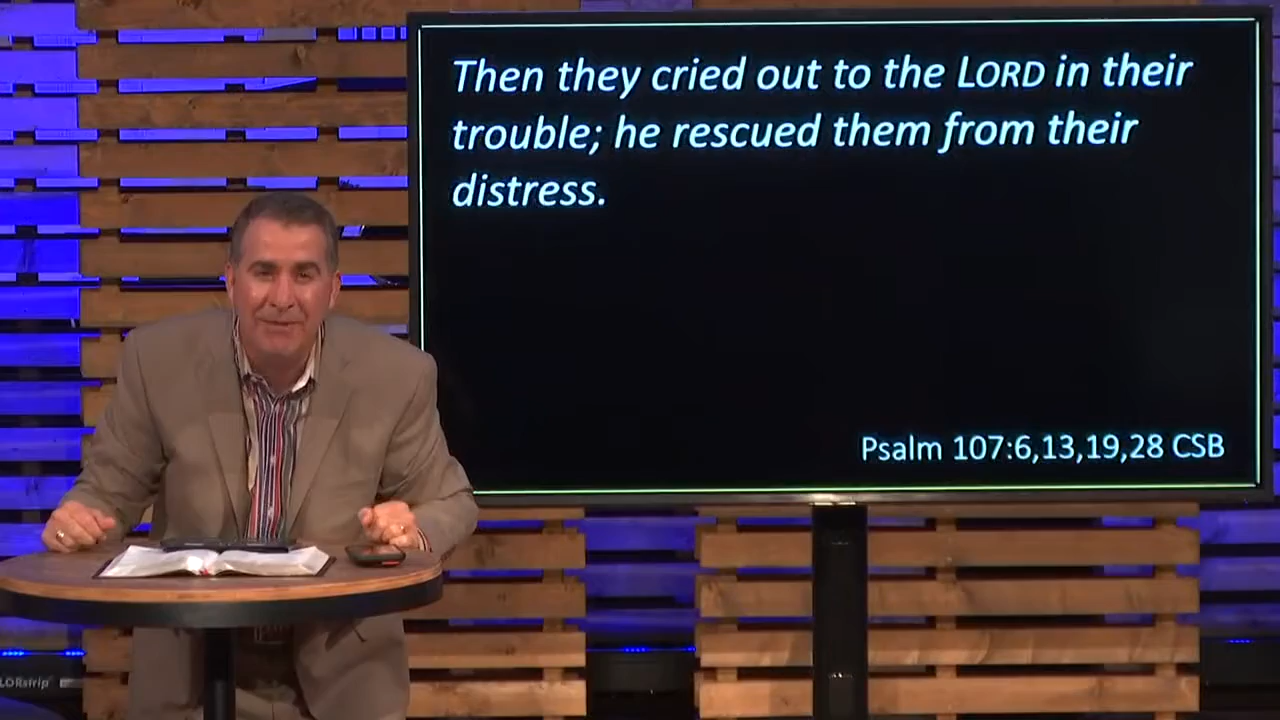 Then they cried out to the LORD in their
trouble; he rescued them from their
distress.
Psalm 107:6,13,19,28 CSB
LORstrip